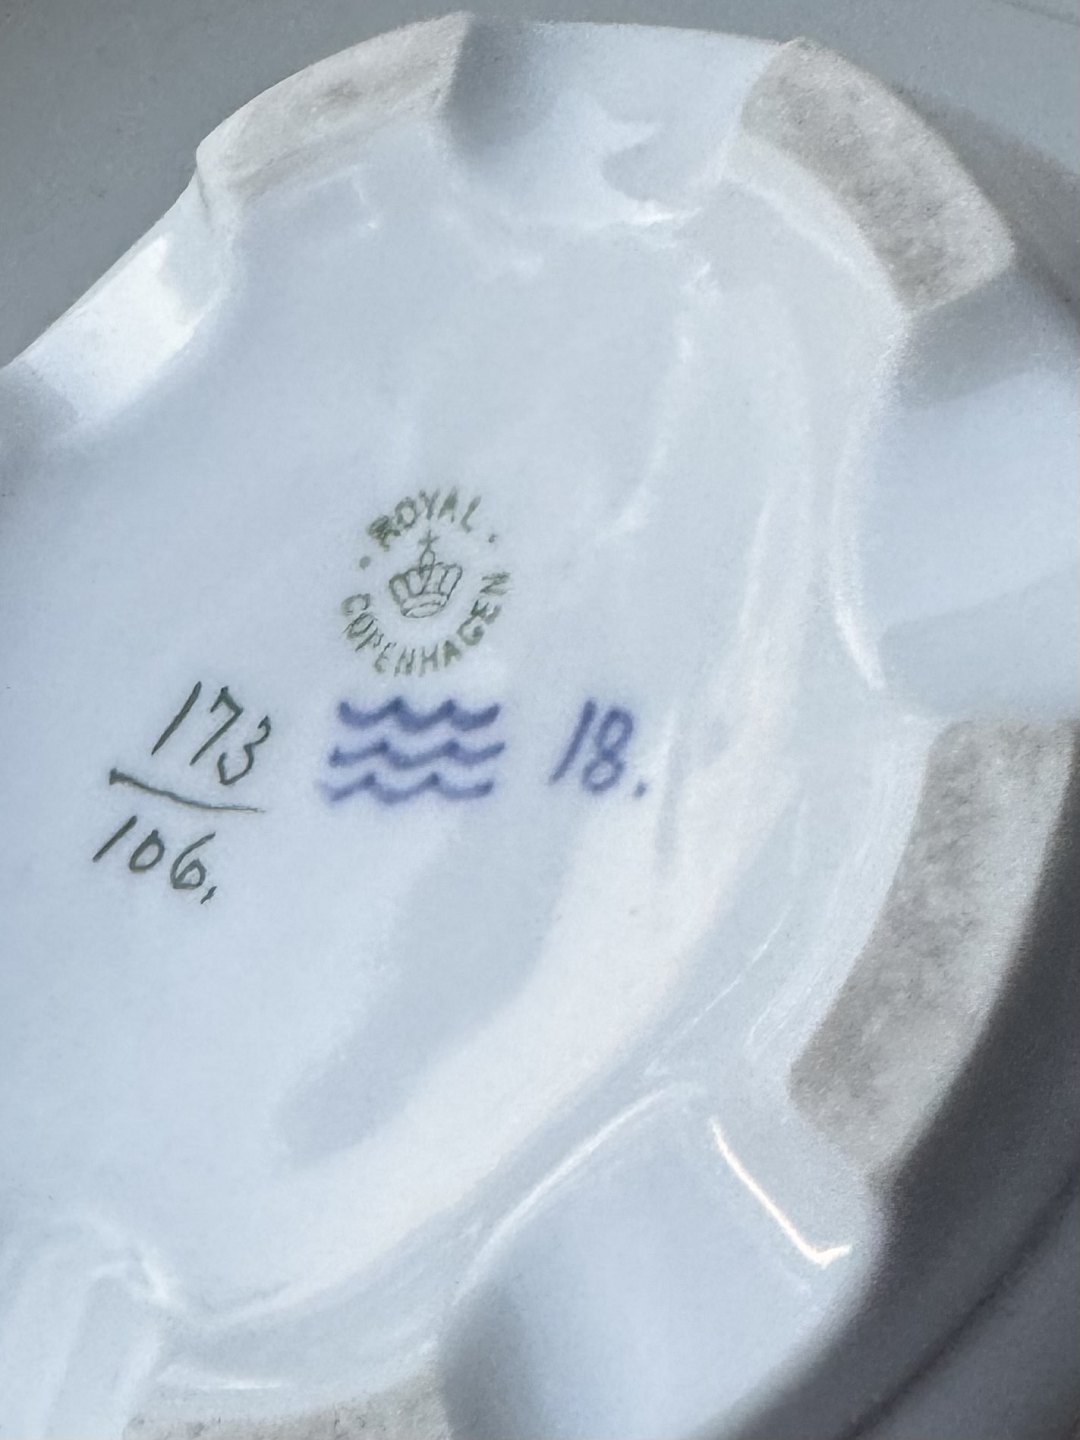 · ROYAL ·
COPENHAGEN
173
106.
18.